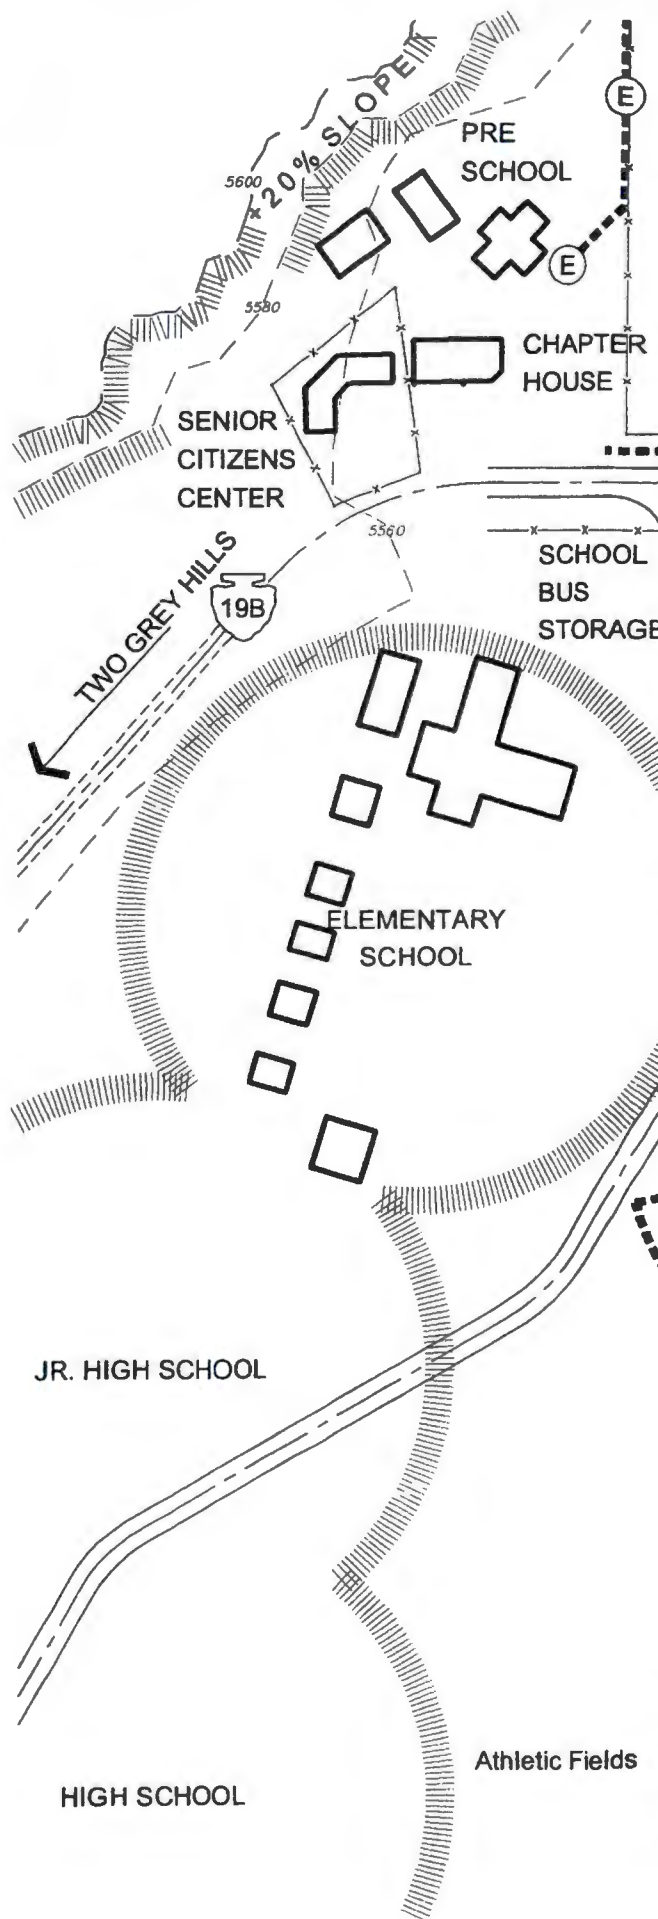 E
PRE
SCHOOL
+20% SLOPE
5600
E
5580
CHAPTER
HOUSE
SENIOR
CITIZENS
CENTER
5560
SCHOOL
BUS
STORAGE
TWO GREY HILLS
19B
ELEMENTARY
SCHOOL
JR. HIGH SCHOOL
Athletic Fields
HIGH SCHOOL